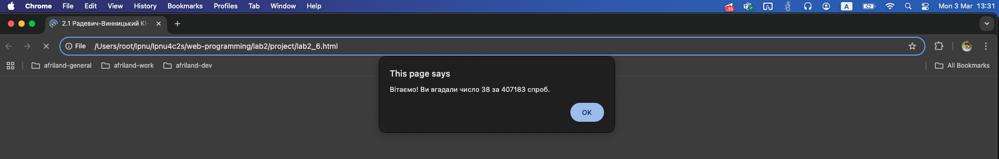 Chrome File Edit View History Bookmarks Profiles Tab Window Help .55 A Mon 3 Mar 13:31
2.1 Радевич-Винницький КІ-
File /Users/root/lpnu/lpnu4c2s/web-programming/lab2/project/lab2_6.html
afriland-general afriland-work afriland-dev All Bookmarks
This page says
Вітаємо! Ви вгадали число 38 за 407183 спроб.
OK